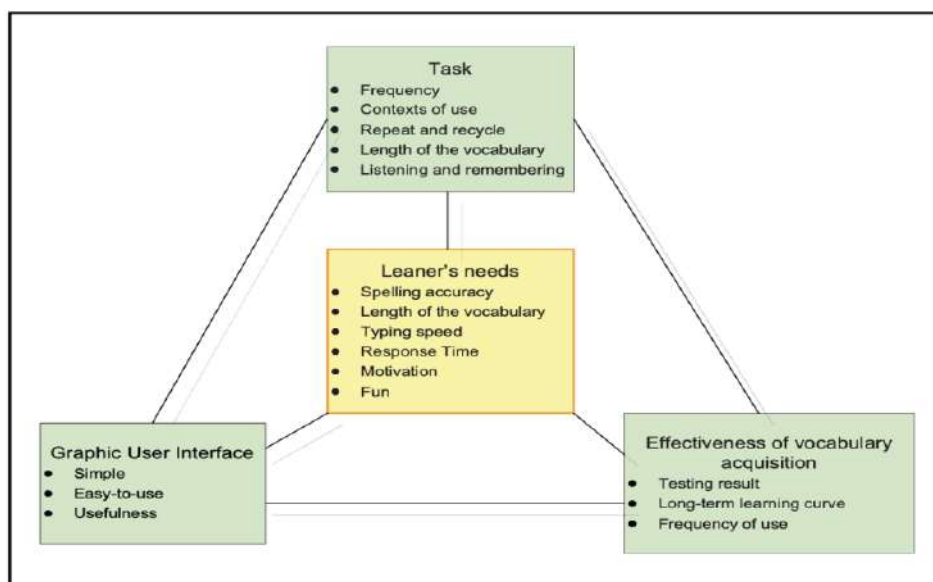 Task
• Frequency
• Contexts of use
• Repeat and recycle
• Length of the vocabulary
• Listening and remembering
Leaner's needs
• Spelling accuracy
• Length of the vocabulary
• Typing speed
• Response Time
• Motivation
• Fun
Graphic User Interface
• Simple
• Easy-to-use
• Usefulness
Effectiveness of vocabulary
acquisition
• Testing result
• Long-term learning curve
• Frequency of use